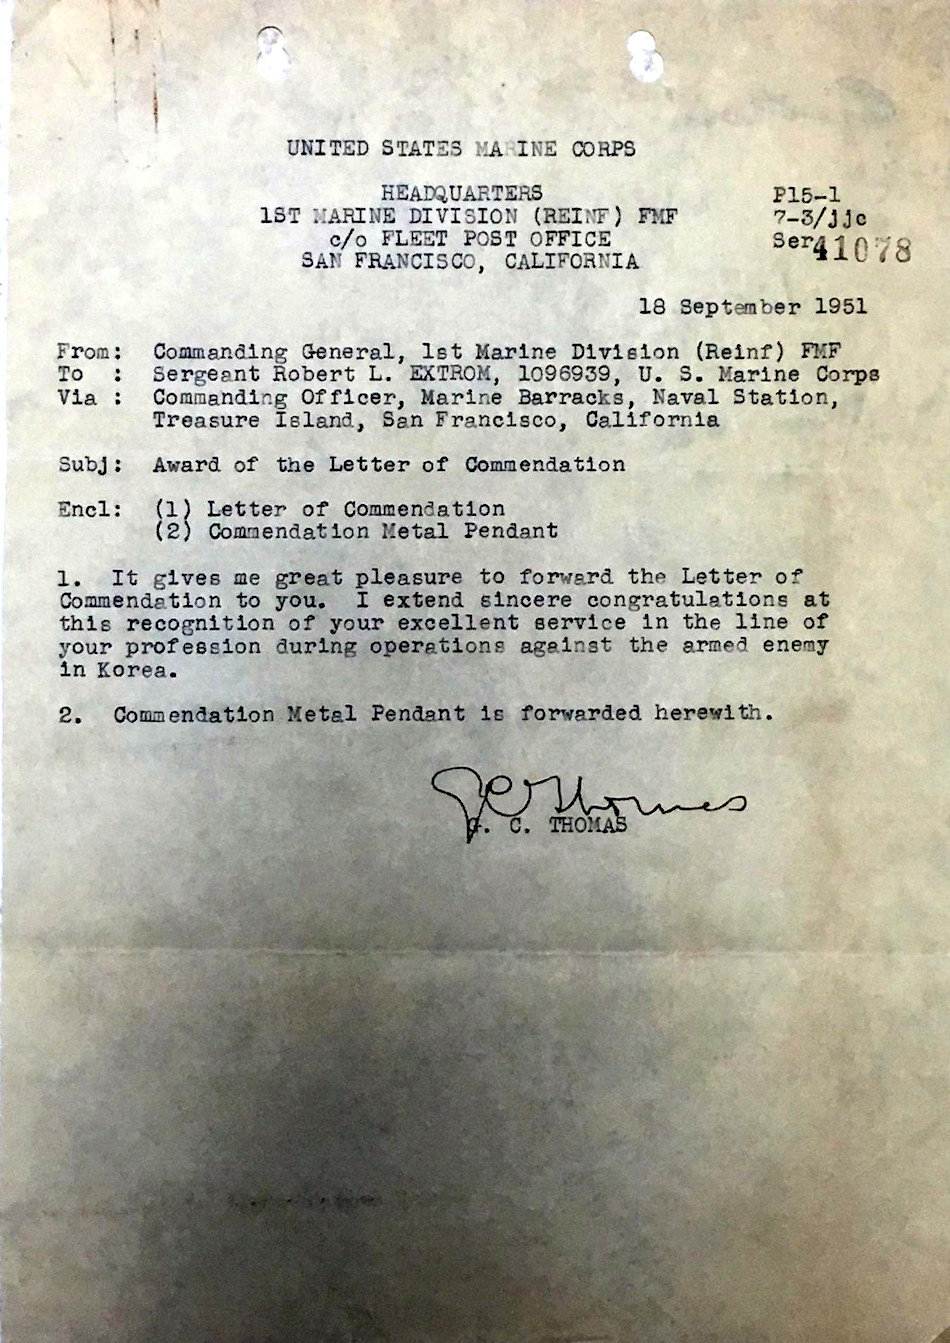 UNITED STATES MARINE CORPS
HEADQUARTERS
1ST MARINE DIVISION (REINF) FMF
c/o FLEET POST OFFICE
SAN FRANCISCO, CALIFORNIA
P15-1
7-3/jjc
Ser 41078
18 September 1951
From: Commanding General, 1st Marine Division (Reinf) FMF
To : Sergeant Robert L. EXTROM, 1096939, U. S. Marine Corps
Via : Commanding Officer, Marine Barracks, Naval Station,
Treasure Island, San Francisco, California
Subj: Award of the Letter of Commendation
Encl: (1) Letter of Commendation
(2) Commendation Metal Pendant
1. It gives me great pleasure to forward the Letter of
Commendation to you. I extend sincere congratulations at
this recognition of your excellent service in the line of
your profession during operations against the armed enemy
in Korea.
2. Commendation Metal Pendant is forwarded herewith.
G C Thomas
G. C. THOMAS